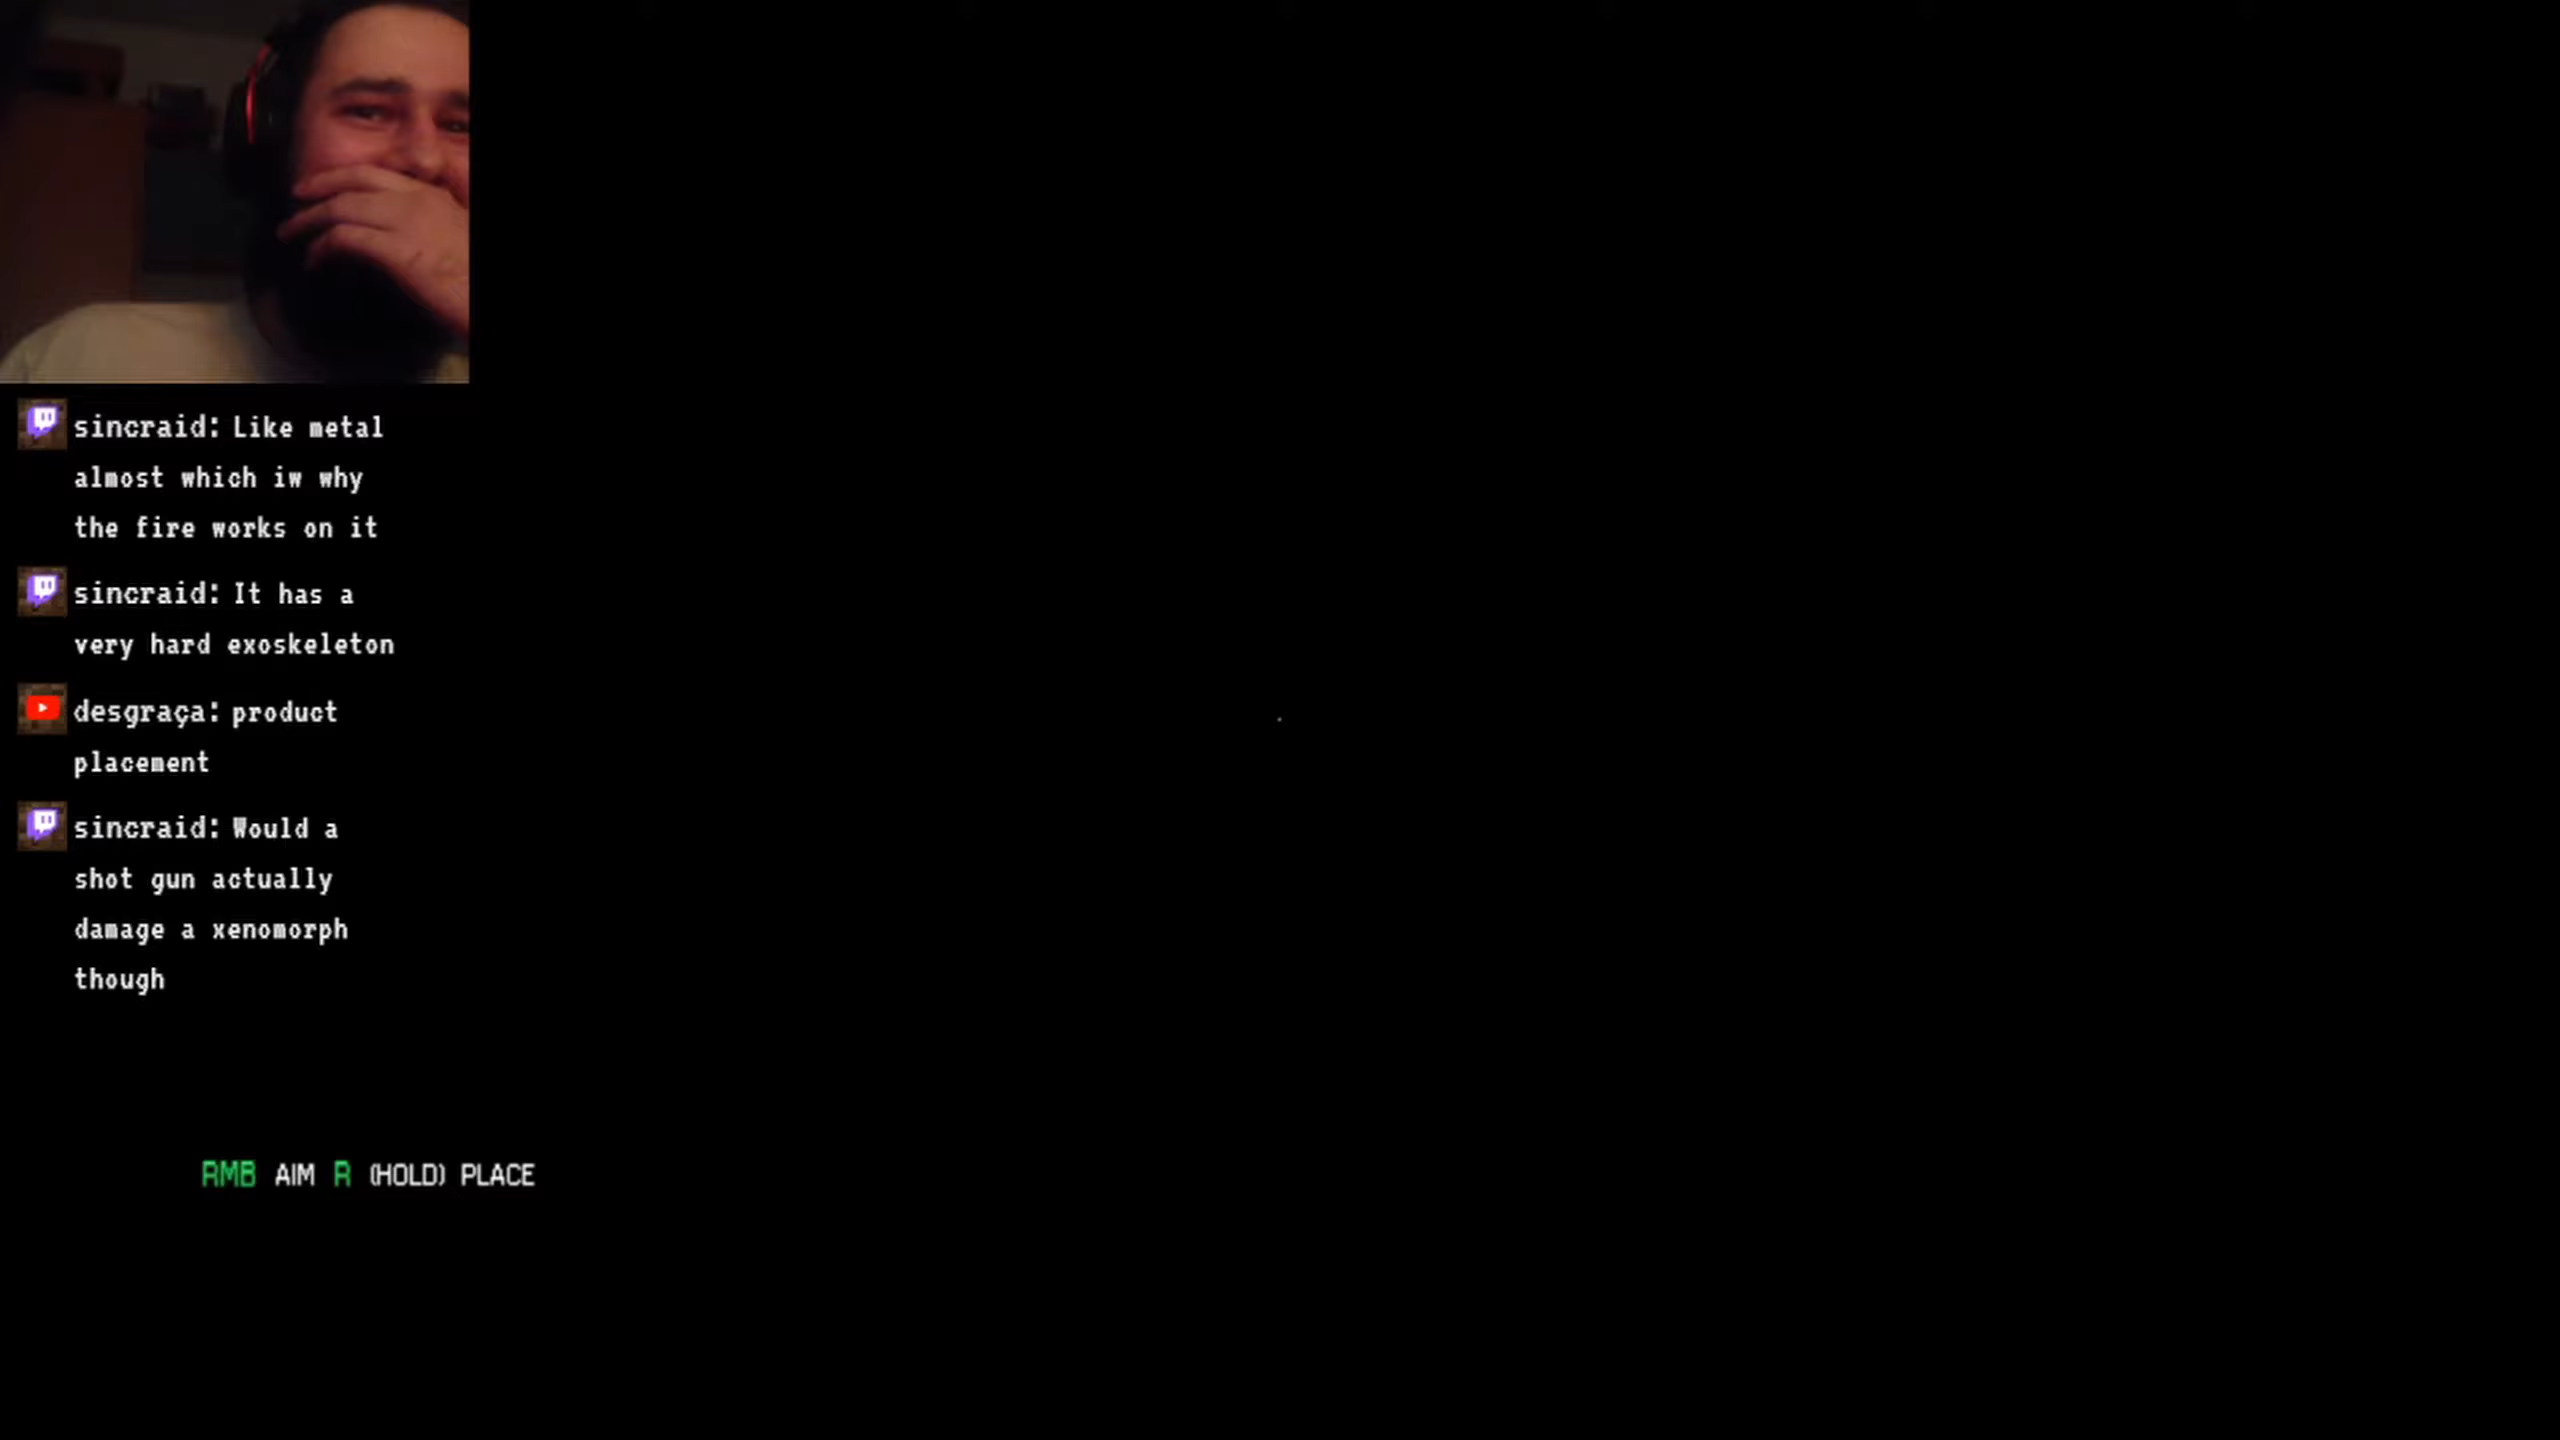 sincraid: Like metal
almost which iw why
the fire works on it
sincraid: It has a
very hard exoskeleton
desgraça: product
placement
sincraid: Would a
shot gun actually
damage a xenomorph
though
RMB AIM R (HOLD) PLACE